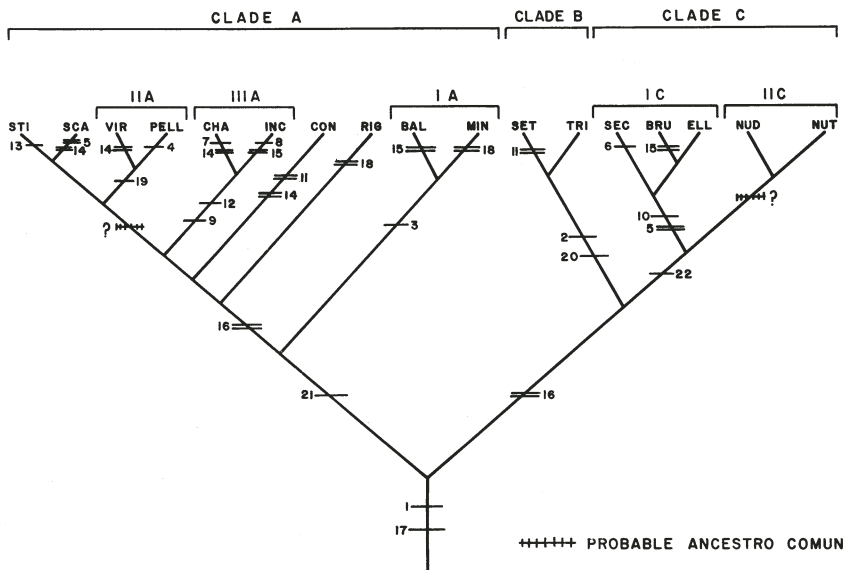 CLADE A CLADE B CLADE C
IIA IIIA IA IC IIC
STI SCA VIR PELL CHA INC CON RIG BAL MIN SET TRI SEC BRU ELL NUD NUT
13 5 14 14 4 7 14 8 15 18 15 18 11 6 15
19 11
12 14 ?
9 3 10
? 5
2
20
22
16
21 16
1
17
PROBABLE ANCESTRO COMUN